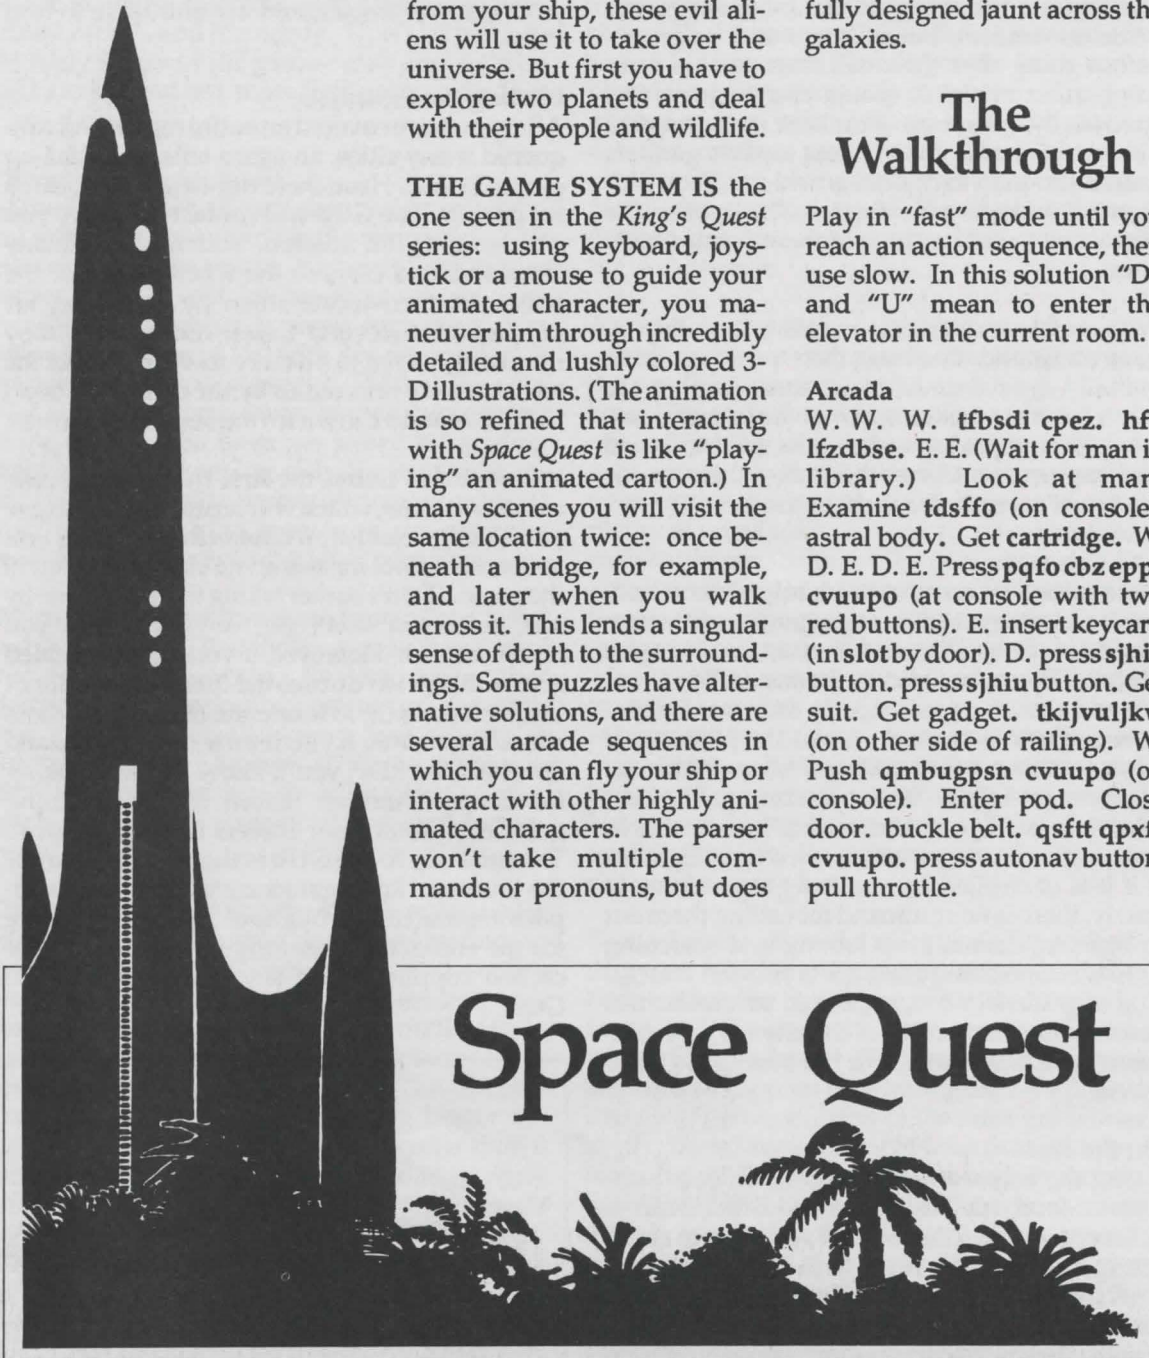 from your ship, these evil ali-
ens will use it to take over the
universe. But first you have to
explore two planets and deal
with their people and wildlife.
THE GAME SYSTEM IS the
one seen in the King's Quest
series: using keyboard, joys-
tick or a mouse to guide your
animated character, you ma-
neuver him through incredibly
detailed and lushly colored 3-
D illustrations. (The animation
is so refined that interacting
with Space Quest is like "play-
ing" an animated cartoon.) In
many scenes you will visit the
same location twice: once be-
neath a bridge, for example,
and later when you walk
across it. This lends a singular
sense of depth to the surround-
ings. Some puzzles have alter-
native solutions, and there are
several arcade sequences in
which you can fly your ship or
interact with other highly ani-
mated characters. The parser
won't take multiple com-
mands or pronouns, but does
fully designed jaunt across th
galaxies.
The
Walkthrough
Play in "fast" mode until yo
reach an action sequence, the
use slow. In this solution "D
and "U" mean to enter th
elevator in the current room.
Arcada
W. W. W. tfbsdi cpez. hf
lfzdbse. E. E. (Wait for man i
library.) Look at man
Examine tdsffo (on console
astral body. Get cartridge. W
D. E. D. E. Press pqfo cbz epp
cvuupo (at console with tw
red buttons). E. insert keycar
(in slot by door). D. press sjhi
button. press sjhiu button. Ge
suit. Get gadget. tkijvuljkv
(on other side of railing). W
Push qmbugpsn cvuupo (o
console). Enter pod. Clos
door. buckle belt. qsftt qpxf
cvuupo. press autonav button
pull throttle.
Space Quest